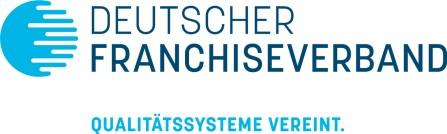 DEUTSCHER
FRANCHISEVERBAND
QUALITÄTSSYSTEME VEREINT.